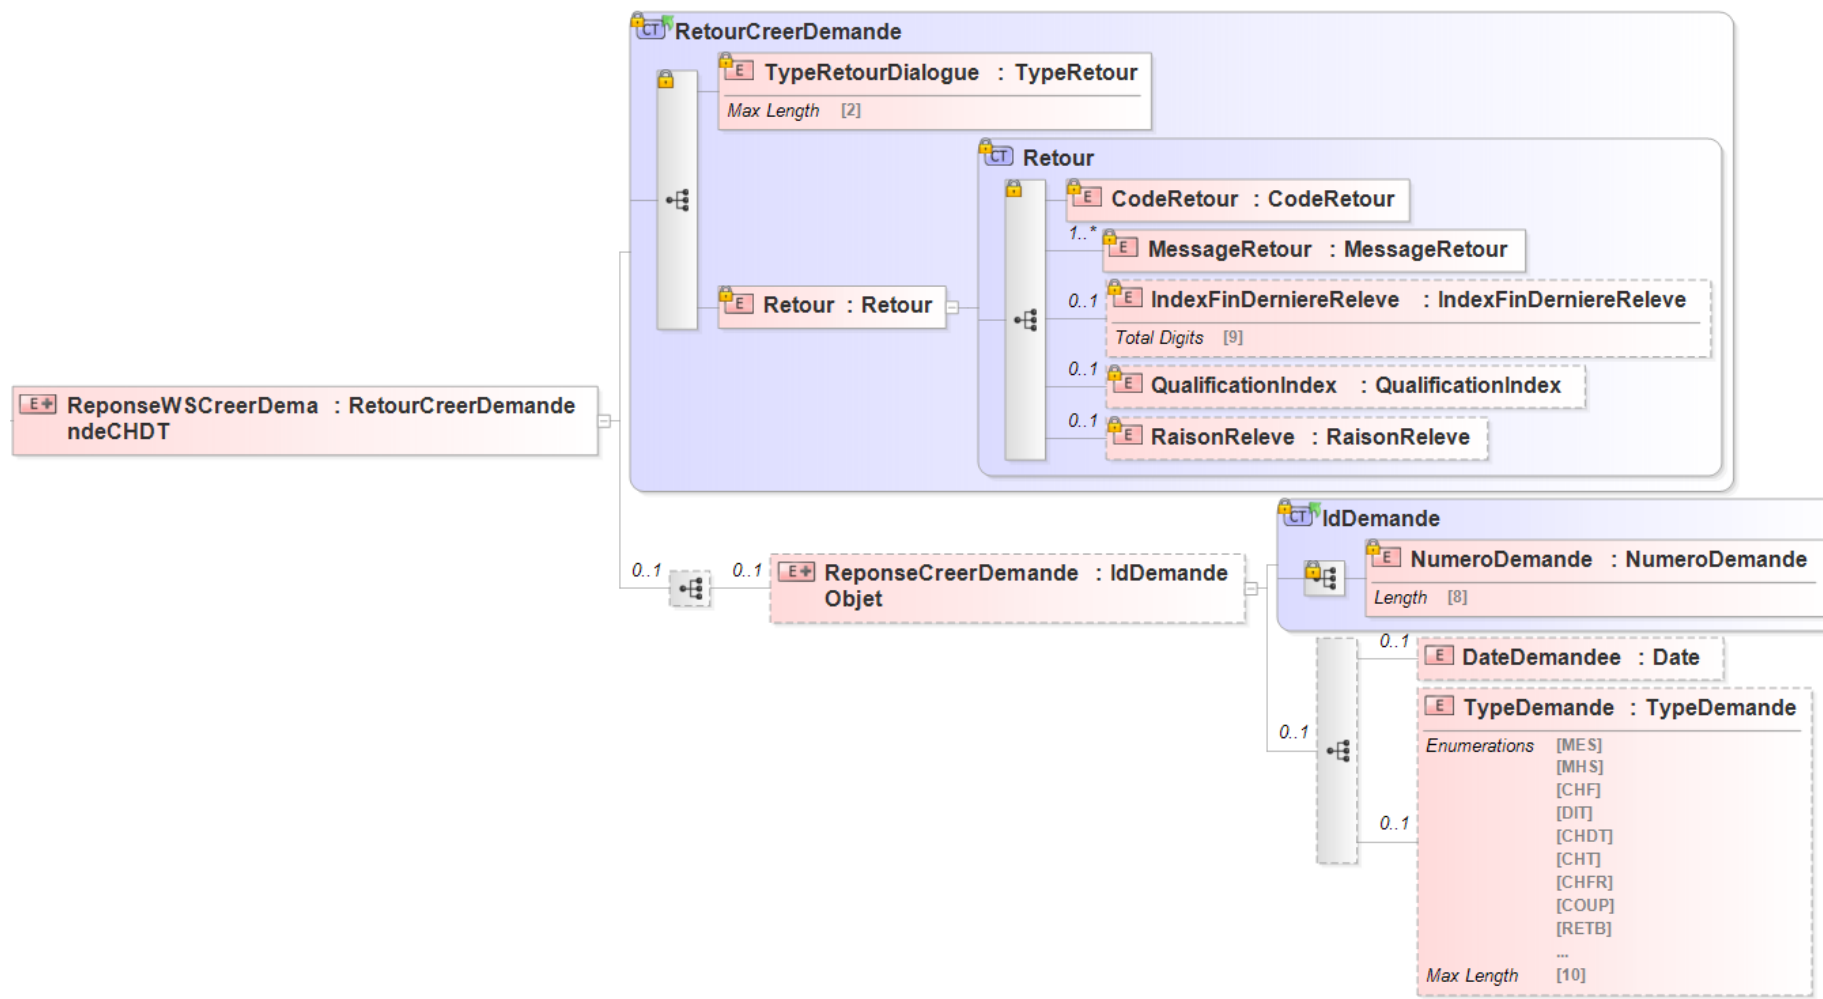 CT RetourCreerDemande
E TypeRetourDialogue : TypeRetour
Max Length [2]
CT Retour
E CodeRetour : CodeRetour
1..*
E MessageRetour : MessageRetour
0..1
E IndexFinDerniereReleve : IndexFinDerniereReleve
Total Digits [9]
E Retour : Retour
0..1
E QualificationIndex : QualificationIndex
0..1
E RaisonReleve : RaisonReleve
E+ ReponseWSCreerDema : RetourCreerDemande
ndeCHDT
CT IdDemande
E NumeroDemande : NumeroDemande
Length [8]
0..1
0..1
E+ ReponseCreerDemande : IdDemande
Objet
0..1
E DateDemandee : Date
0..1
E TypeDemande : TypeDemande
Enumerations [MES]
[MHS]
[CHF]
[DIT]
0..1
[CHDT]
[CHT]
[CHFR]
[COUP]
[RETB]
...
Max Length [10]